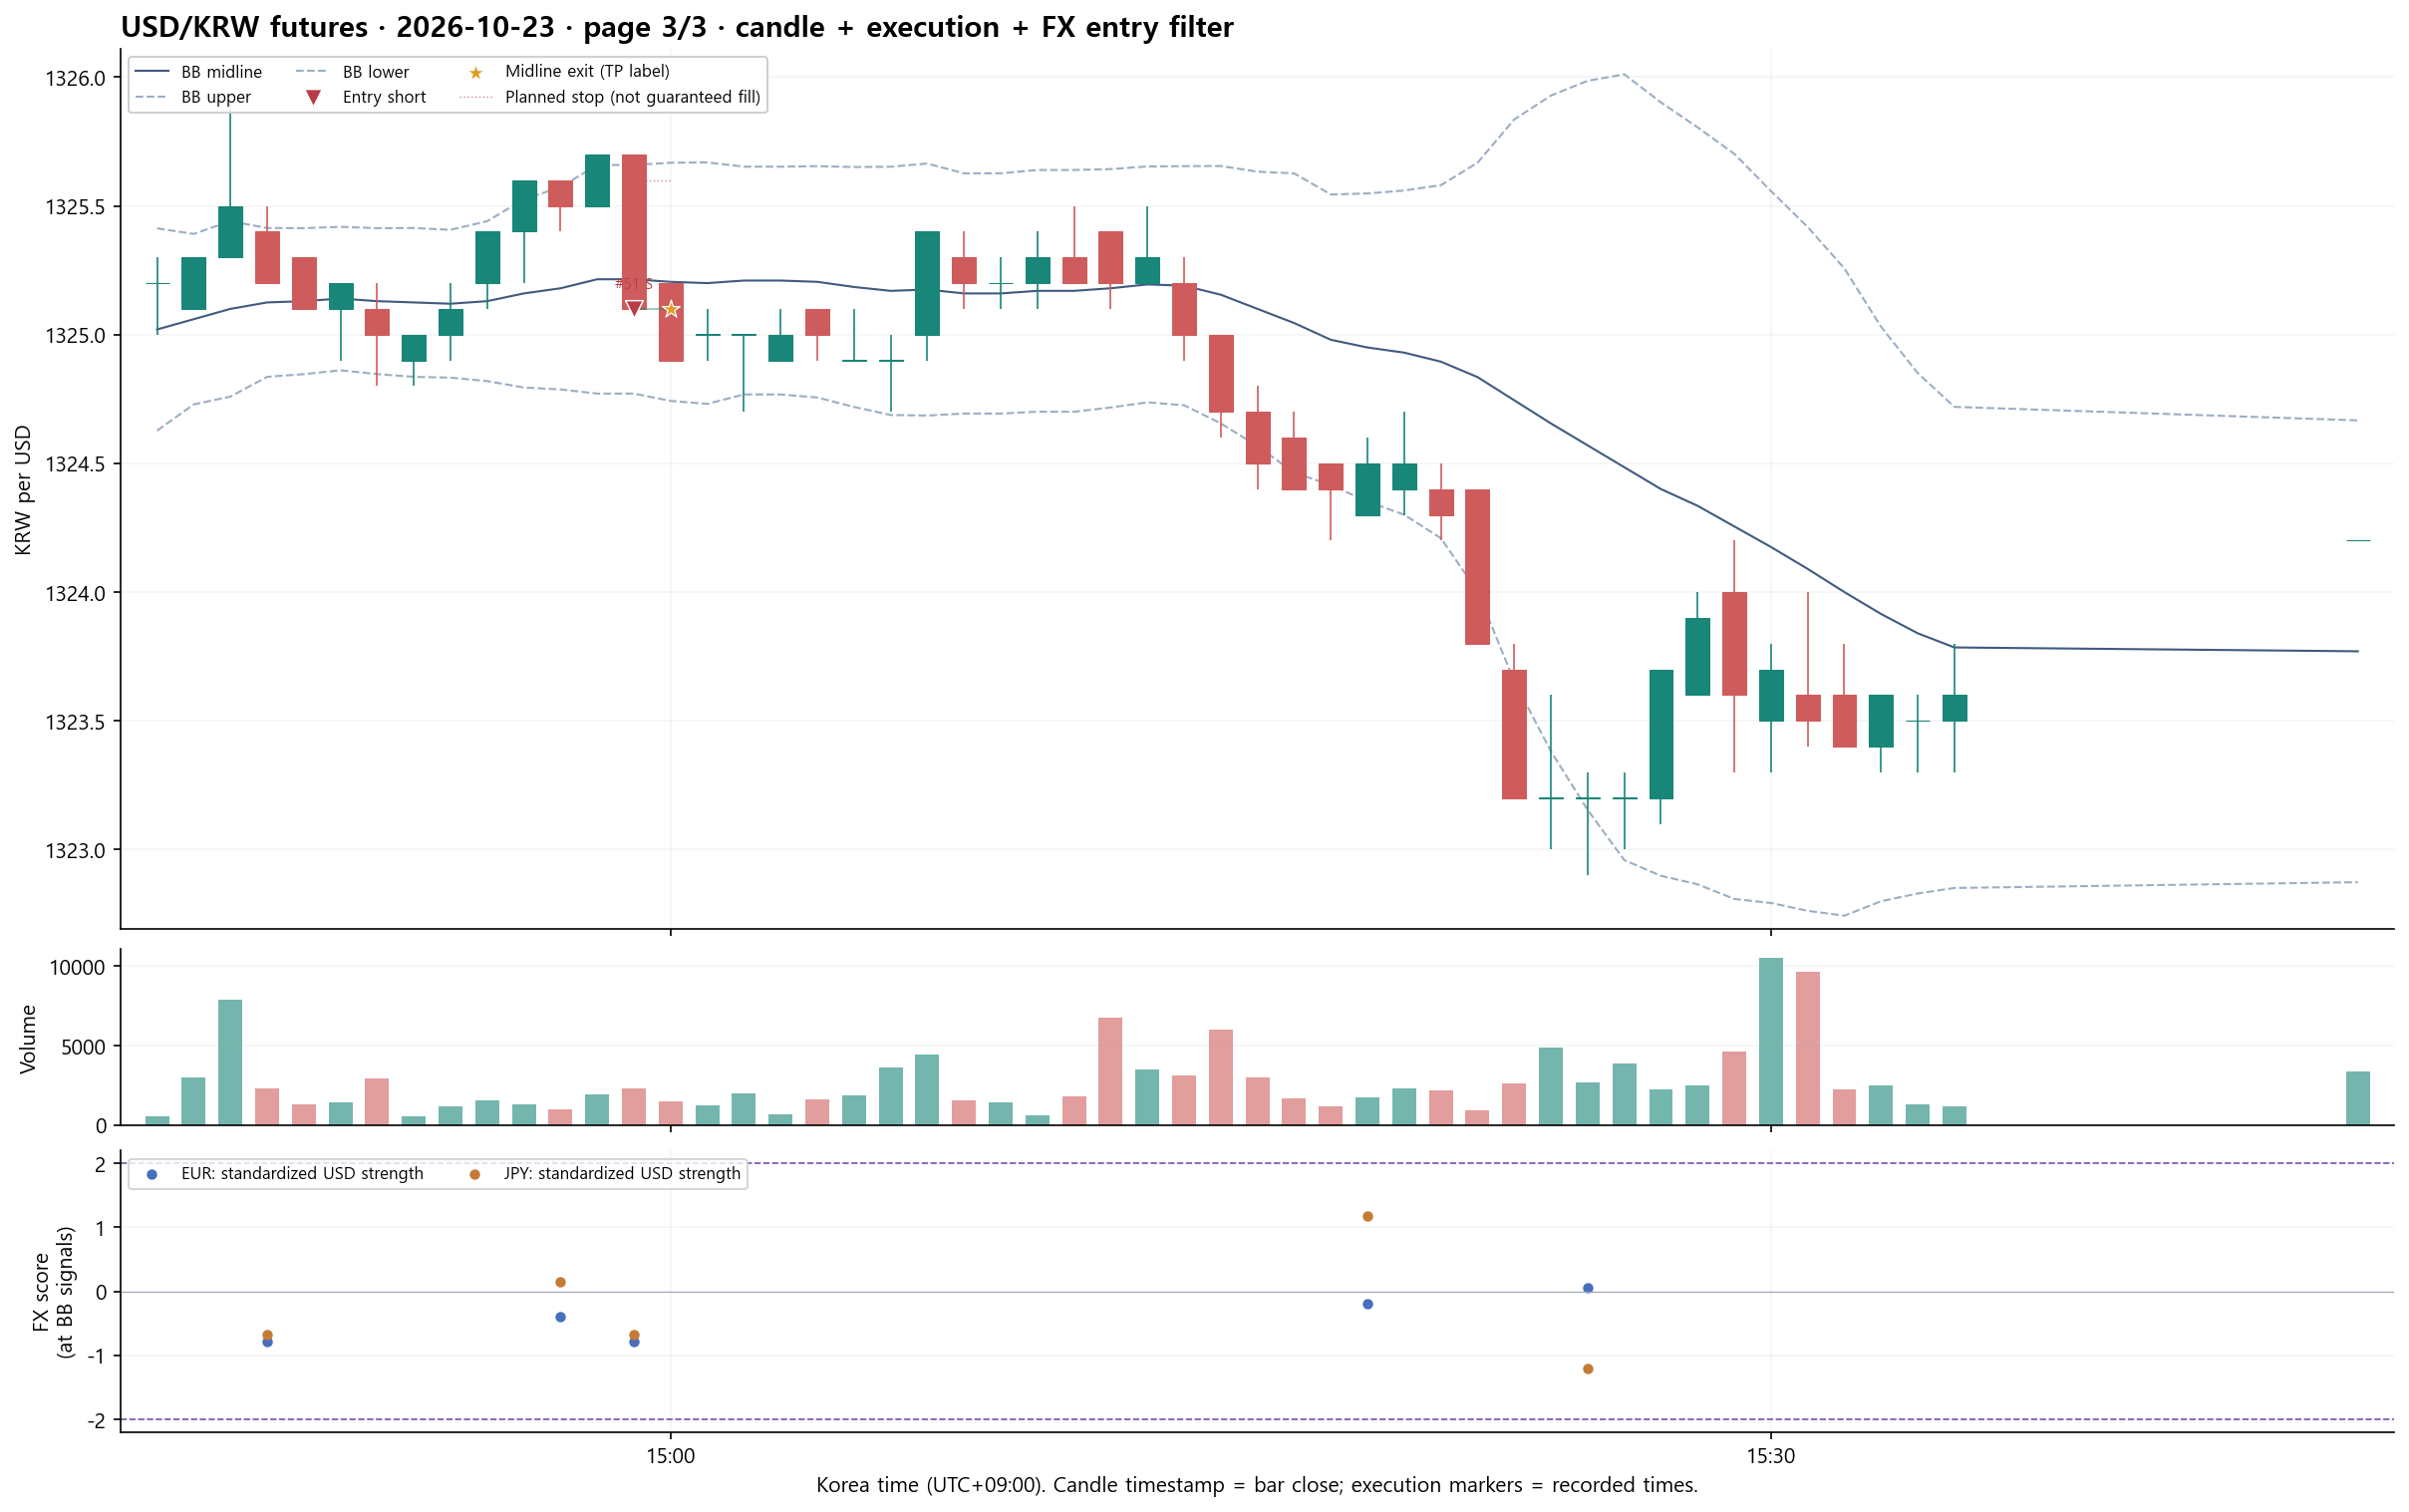 USD/KRW futures · 2026-10-23 · page 3/3 · candle + execution + FX entry filter
BB midline
BB upper
BB lower
Entry short
Midline exit (TP label)
Planned stop (not guaranteed fill)
KRW per USD
1326.0
1325.5
1325.0
1324.5
1324.0
1323.5
1323.0
#51 S
Volume
10000
5000
0
EUR: standardized USD strength
JPY: standardized USD strength
FX score
(at BB signals)
2
1
0
-1
-2
15:00
15:30
Korea time (UTC+09:00). Candle timestamp = bar close; execution markers = recorded times.